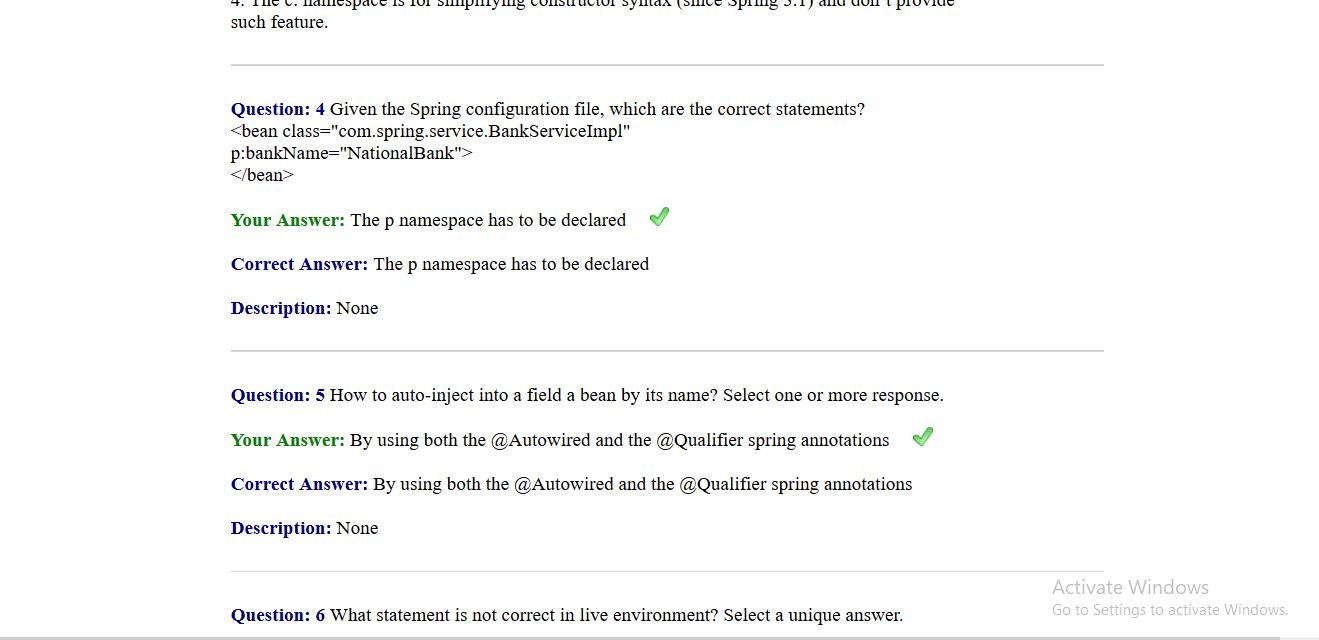 4. The c: namespace is for simplifying constructor syntax (since Spring 3.1) and don't provide
such feature.
Question: 4 Given the Spring configuration file, which are the correct statements?
<bean class="com.spring.service.BankServiceImpl"
p:bankName="NationalBank">
</bean>
Your Answer: The p namespace has to be declared
Correct Answer: The p namespace has to be declared
Description: None
Question: 5 How to auto-inject into a field a bean by its name? Select one or more response.
Your Answer: By using both the @Autowired and the @Qualifier spring annotations
Correct Answer: By using both the @Autowired and the @Qualifier spring annotations
Description: None
Question: 6 What statement is not correct in live environment? Select a unique answer.
Activate Windows
Go to Settings to activate Windows.